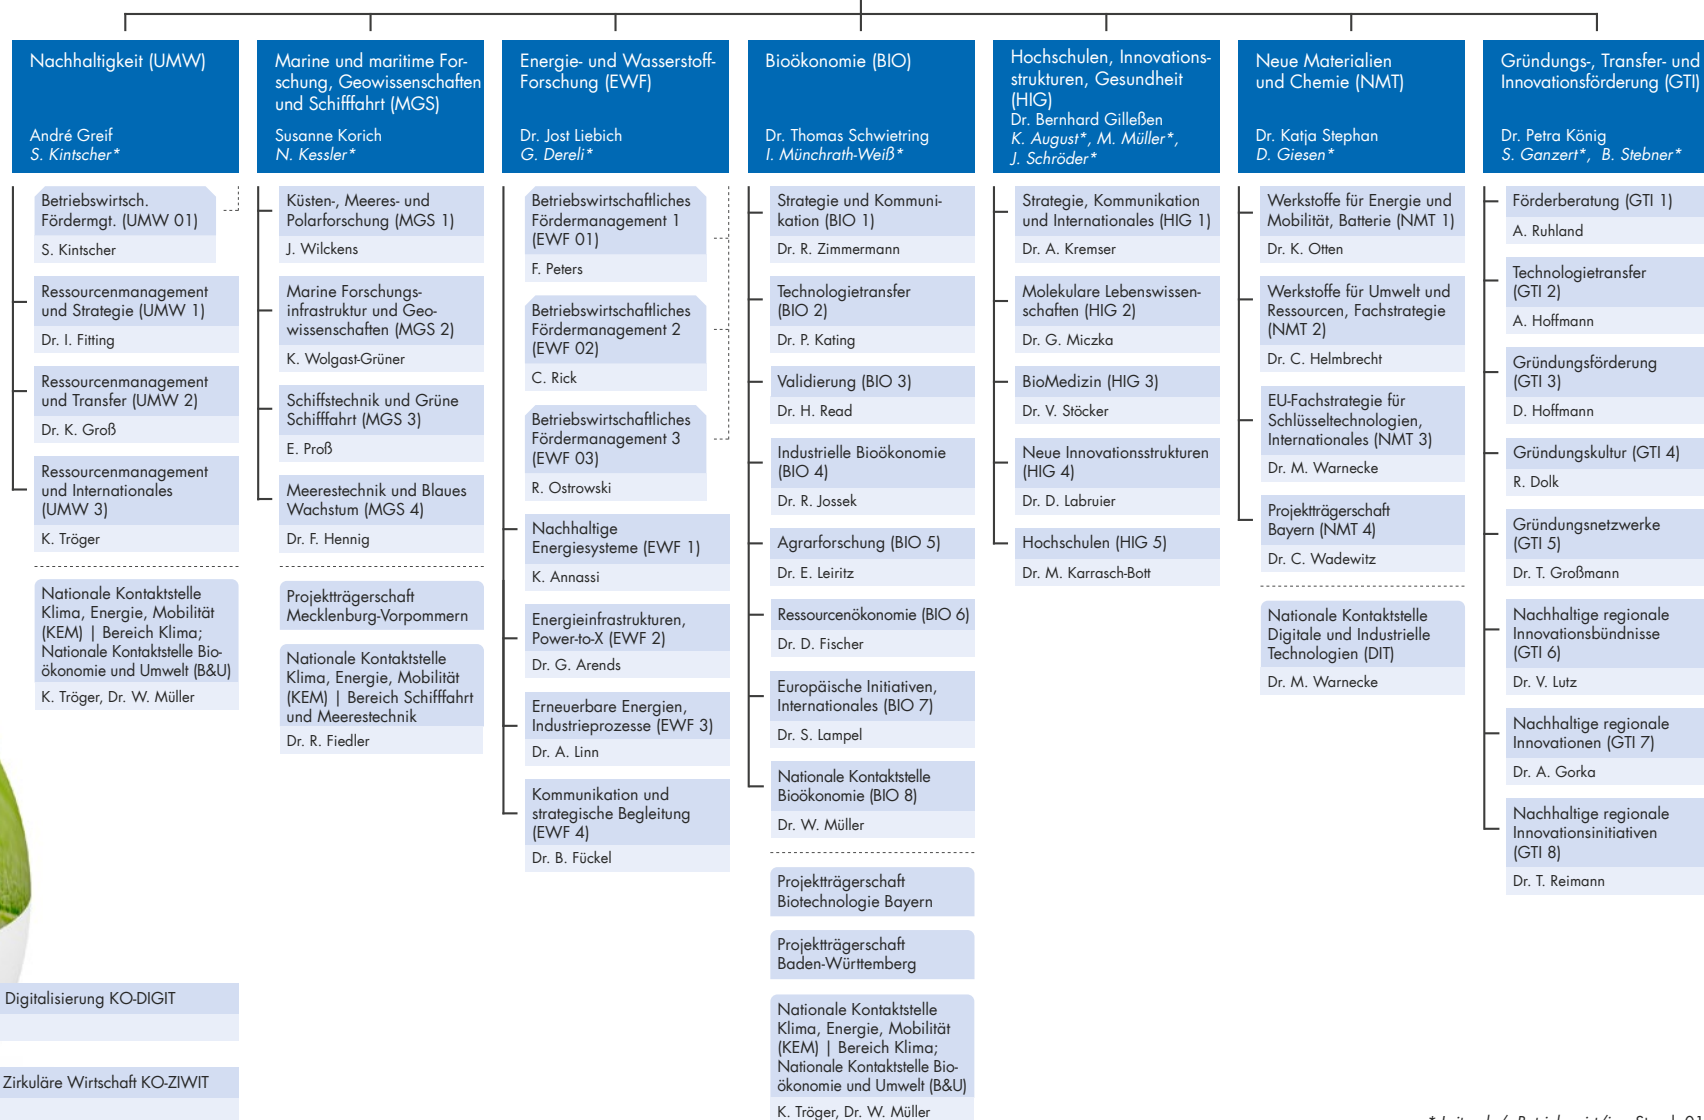 Nachhaltigkeit (UMW)
André Greif
S. Kintscher*
Betriebswirtsch.
Fördermgt. (UMW 01)
S. Kintscher
Ressourcenmanagement
und Strategie (UMW 1)
Dr. I. Fitting
Ressourcenmanagement
und Transfer (UMW 2)
Dr. K. Groß
Ressourcenmanagement
und Internationales
(UMW 3)
K. Tröger
Nationale Kontaktstelle
Klima, Energie, Mobilität
(KEM) | Bereich Klima;
Nationale Kontaktstelle Bio-
ökonomie und Umwelt (B&U)
K. Tröger, Dr. W. Müller
Digitalisierung KO-DIGIT
Zirkuläre Wirtschaft KO-ZIWIT
Marine und maritime For-
schung, Geowissenschaften
und Schifffahrt (MGS)
Susanne Korich
N. Kessler*
Küsten-, Meeres- und
Polarforschung (MGS 1)
J. Wilckens
Marine Forschungs-
infrastruktur und Geo-
wissenschaften (MGS 2)
K. Wolgast-Grüner
Schiffstechnik und Grüne
Schifffahrt (MGS 3)
E. Proß
Meerestechnik und Blaues
Wachstum (MGS 4)
Dr. F. Hennig
Projektträgerschaft
Mecklenburg-Vorpommern
Nationale Kontaktstelle
Klima, Energie, Mobilität
(KEM) | Bereich Schifffahrt
und Meerestechnik
Dr. R. Fiedler
Energie- und Wasserstoff-
Forschung (EWF)
Dr. Jost Liebich
G. Dereli*
Betriebswirtschaftliches
Fördermanagement 1
(EWF 01)
F. Peters
Betriebswirtschaftliches
Fördermanagement 2
(EWF 02)
C. Rick
Betriebswirtschaftliches
Fördermanagement 3
(EWF 03)
R. Ostrowski
Nachhaltige
Energiesysteme (EWF 1)
K. Annassi
Energieinfrastrukturen,
Power-to-X (EWF 2)
Dr. G. Arends
Erneuerbare Energien,
Industrieprozesse (EWF 3)
Dr. A. Linn
Kommunikation und
strategische Begleitung
(EWF 4)
Dr. B. Fückel
Bioökonomie (BIO)
Dr. Thomas Schwietring
I. Münchrath-Weiß*
Strategie und Kommuni-
kation (BIO 1)
Dr. R. Zimmermann
Technologietransfer
(BIO 2)
Dr. P. Kating
Validierung (BIO 3)
Dr. H. Read
Industrielle Bioökonomie
(BIO 4)
Dr. R. Jossek
Agrarforschung (BIO 5)
Dr. E. Leiritz
Ressourcenökonomie (BIO 6)
Dr. D. Fischer
Europäische Initiativen,
Internationales (BIO 7)
Dr. S. Lampel
Nationale Kontaktstelle
Bioökonomie (BIO 8)
Dr. W. Müller
Projektträgerschaft
Biotechnologie Bayern
Projektträgerschaft
Baden-Württemberg
Nationale Kontaktstelle
Klima, Energie, Mobilität
(KEM) | Bereich Klima;
Nationale Kontaktstelle Bio-
ökonomie und Umwelt (B&U)
K. Tröger, Dr. W. Müller
Hochschulen, Innovations-
strukturen, Gesundheit
(HIG)
Dr. Bernhard Gilleßen
K. August*, M. Müller*,
J. Schröder*
Strategie, Kommunikation
und Internationales (HIG 1)
Dr. A. Kremser
Molekulare Lebenswissen-
schaften (HIG 2)
Dr. G. Miczka
BioMedizin (HIG 3)
Dr. V. Stöcker
Neue Innovationsstrukturen
(HIG 4)
Dr. D. Labruier
Hochschulen (HIG 5)
Dr. M. Karrasch-Bott
Neue Materialien
und Chemie (NMT)
Dr. Katja Stephan
D. Giesen*
Werkstoffe für Energie und
Mobilität, Batterie (NMT 1)
Dr. K. Otten
Werkstoffe für Umwelt und
Ressourcen, Fachstrategie
(NMT 2)
Dr. C. Helmbrecht
EU-Fachstrategie für
Schlüsseltechnologien,
Internationales (NMT 3)
Dr. M. Warnecke
Projektträgerschaft
Bayern (NMT 4)
Dr. C. Wadewitz
Nationale Kontaktstelle
Digitale und Industrielle
Technologien (DIT)
Dr. M. Warnecke
Gründungs-, Transfer- und
Innovationsförderung (GTI)
Dr. Petra König
S. Ganzert*, B. Stebner*
Förderberatung (GTI 1)
A. Ruhland
Technologietransfer
(GTI 2)
A. Hoffmann
Gründungsförderung
(GTI 3)
D. Hoffmann
Gründungskultur (GTI 4)
R. Dolk
Gründungsnetzwerke
(GTI 5)
Dr. T. Großmann
Nachhaltige regionale
Innovationsbündnisse
(GTI 6)
Dr. V. Lutz
Nachhaltige regionale
Innovationen (GTI 7)
Dr. A. Gorka
Nachhaltige regionale
Innovationsinitiativen
(GTI 8)
Dr. T. Reimann